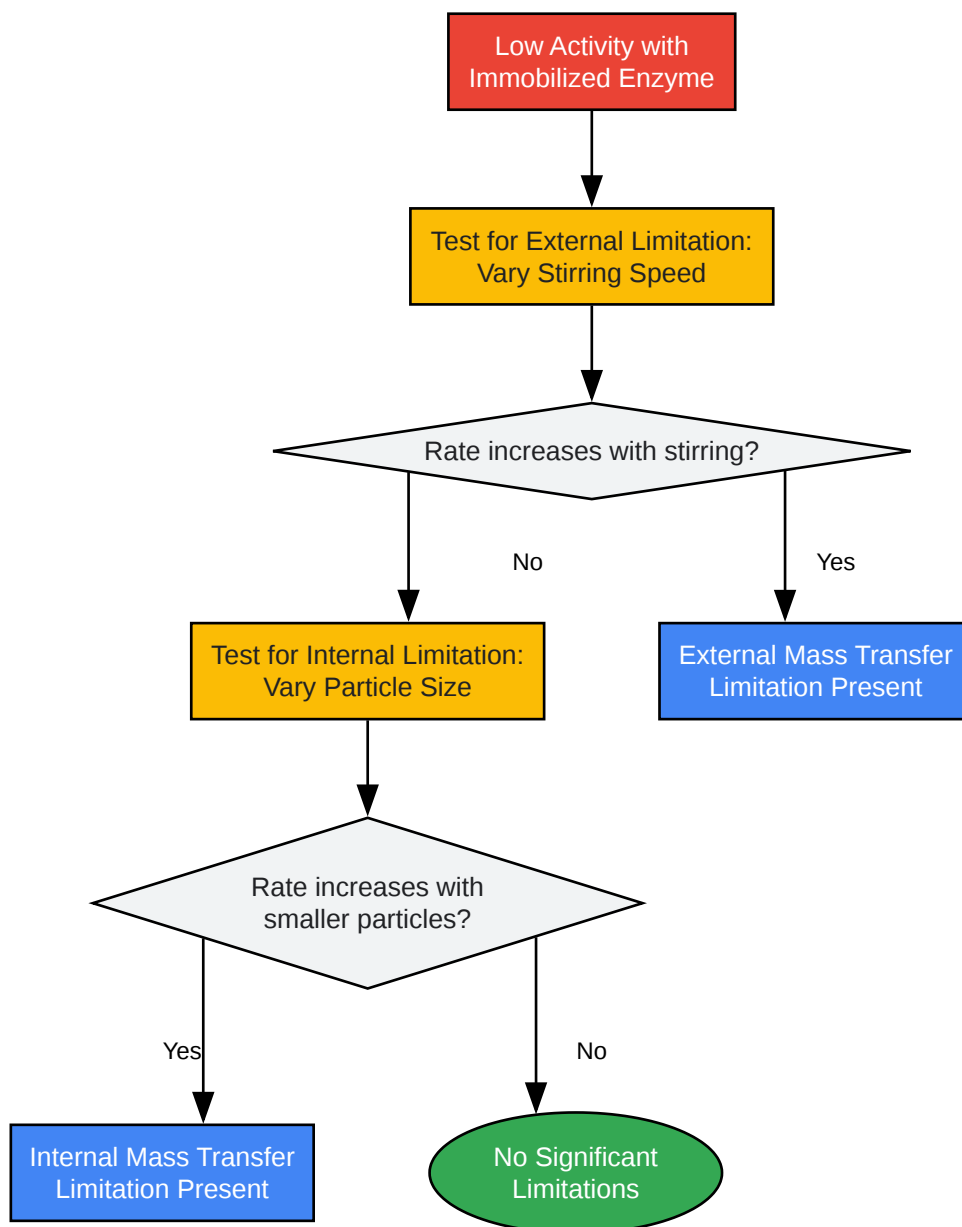 Low Activity with
Immobilized Enzyme
Test for External Limitation:
Vary Stirring Speed
Rate increases with stirring?
No
Yes
Test for Internal Limitation:
Vary Particle Size
External Mass Transfer
Limitation Present
Rate increases with
smaller particles?
Yes
No
Internal Mass Transfer
Limitation Present
No Significant
Limitations